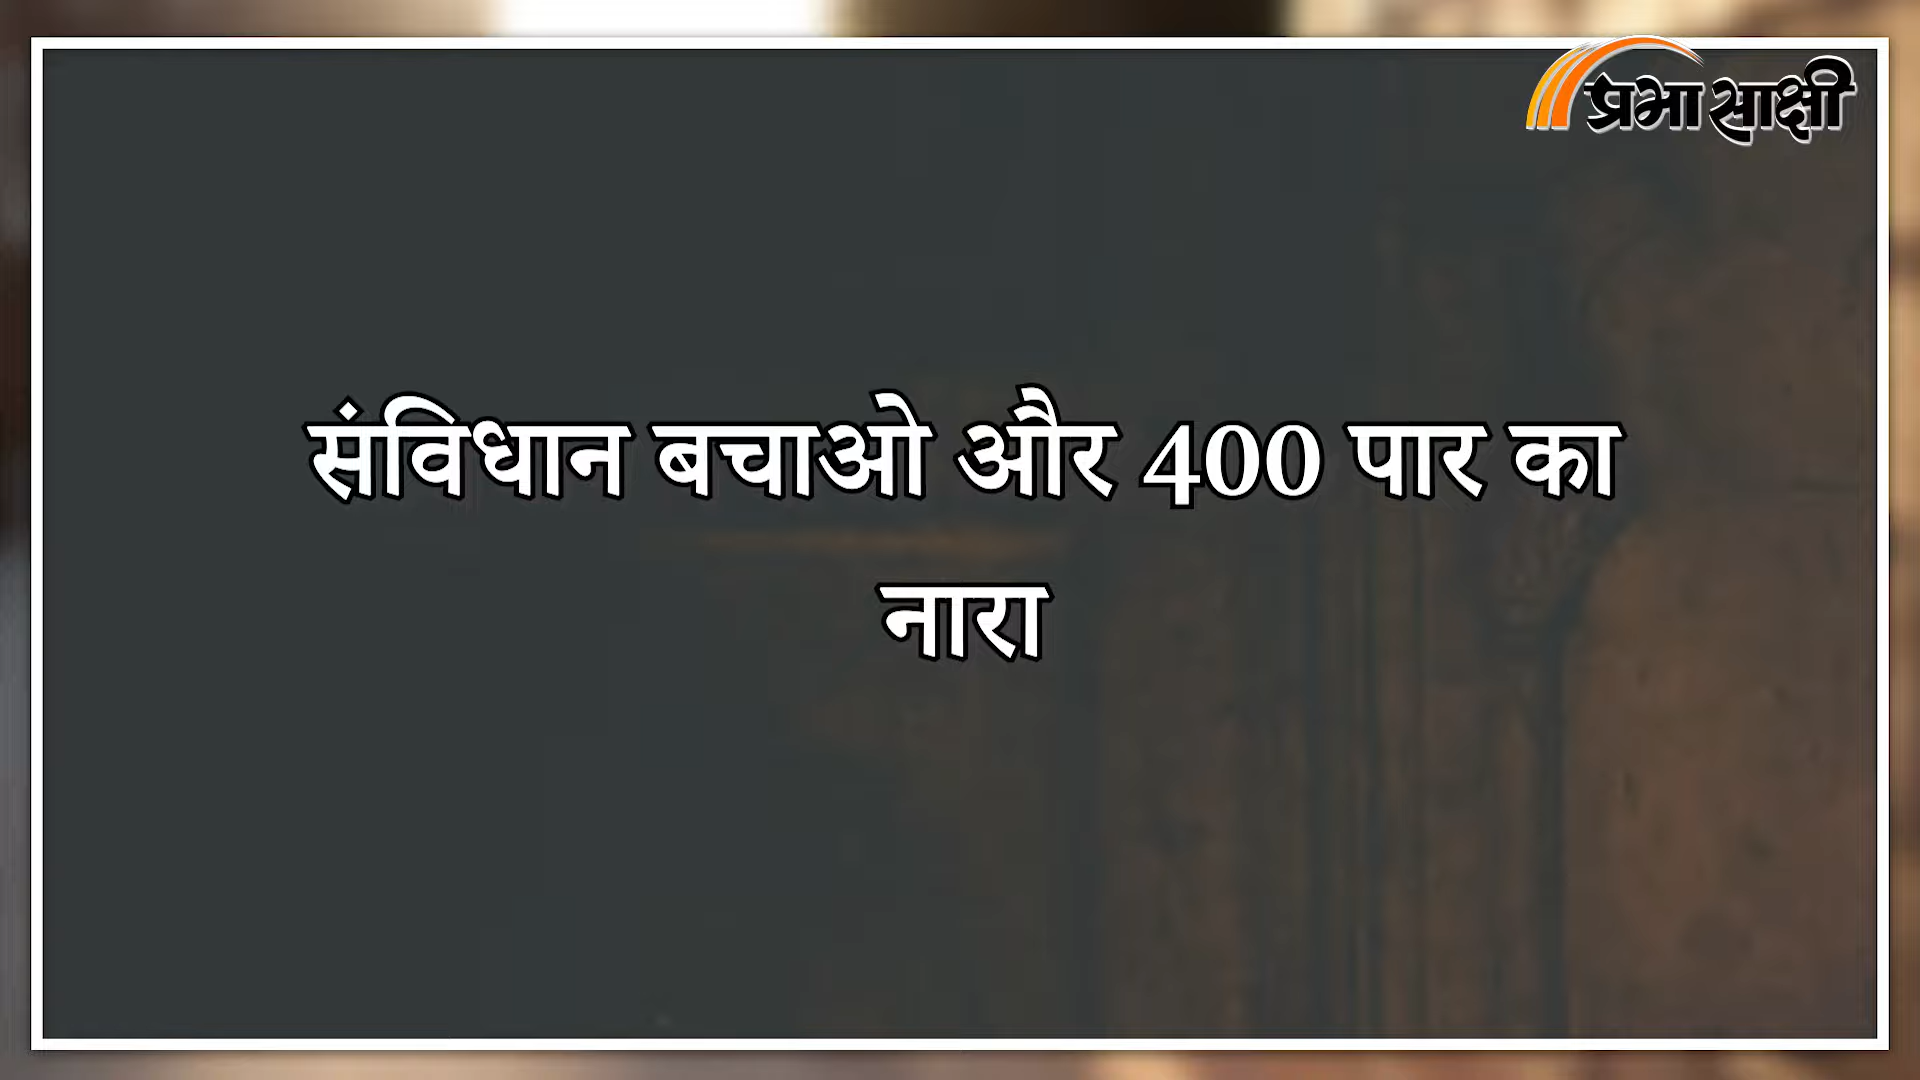 प्रभासाक्षी
संविधान बचाओ और 400 पार का
नारा